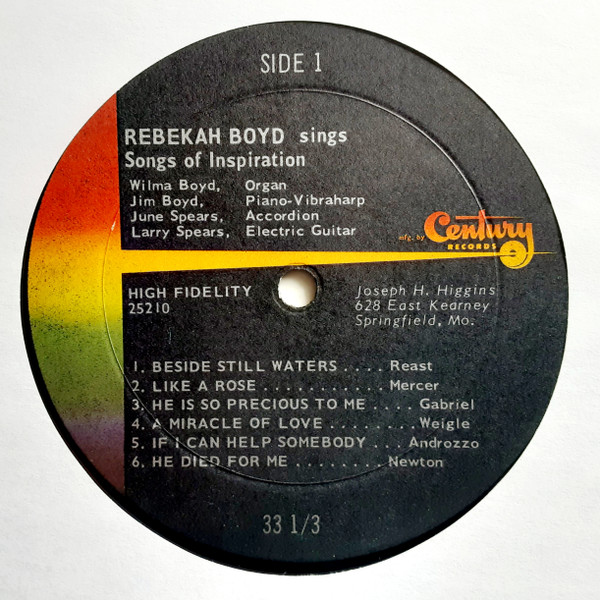 SIDE 1
REBEKAH BOYD sings
Songs of Inspiration
Wilma Boyd, Organ
Jim Boyd, Piano-Vibraharp
June Spears, Accordion
Larry Spears, Electric Guitar
mfg. by Century
RECORDS
HIGH FIDELITY
25210
Joseph H. Higgins
628 East Kearney
Springfield, Mo.
1. BESIDE STILL WATERS .... Reast
2. LIKE A ROSE ........... Mercer
3. HE IS SO PRECIOUS TO ME .... Gabriel
4. A MIRACLE OF LOVE ........ Weigle
5. IF I CAN HELP SOMEBODY ... Androzzo
6. HE DIED FOR ME ........ Newton
33 1/3